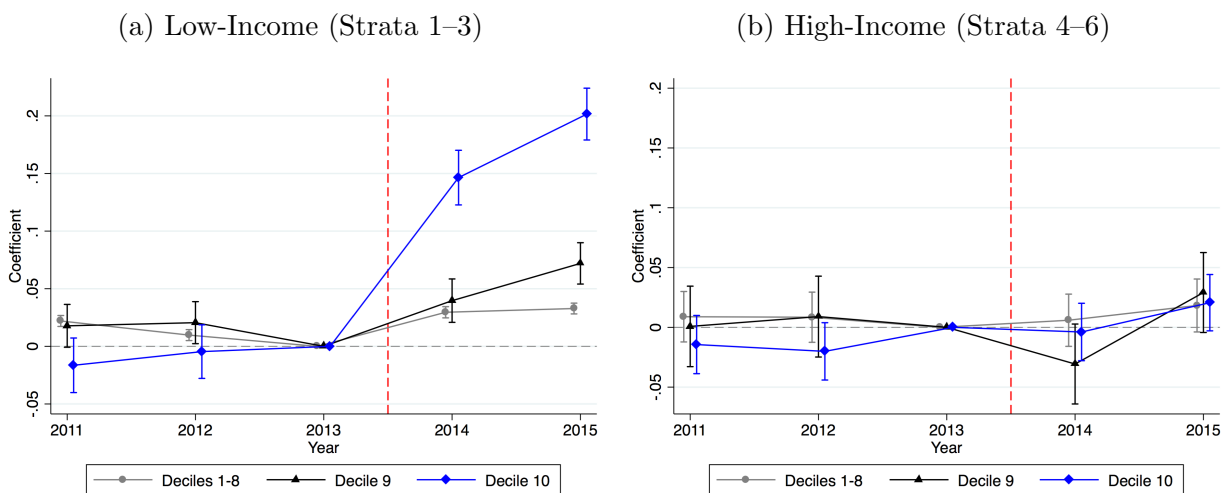 (a) Low-Income (Strata 1–3)
Coefficient
.2
.15
.1
.05
0
-.05
2011 2012 2013 2014 2015
Year
Deciles 1-8 Decile 9 Decile 10
(b) High-Income (Strata 4–6)
Coefficient
.2
.15
.1
.05
0
-.05
2011 2012 2013 2014 2015
Year
Deciles 1-8 Decile 9 Decile 10